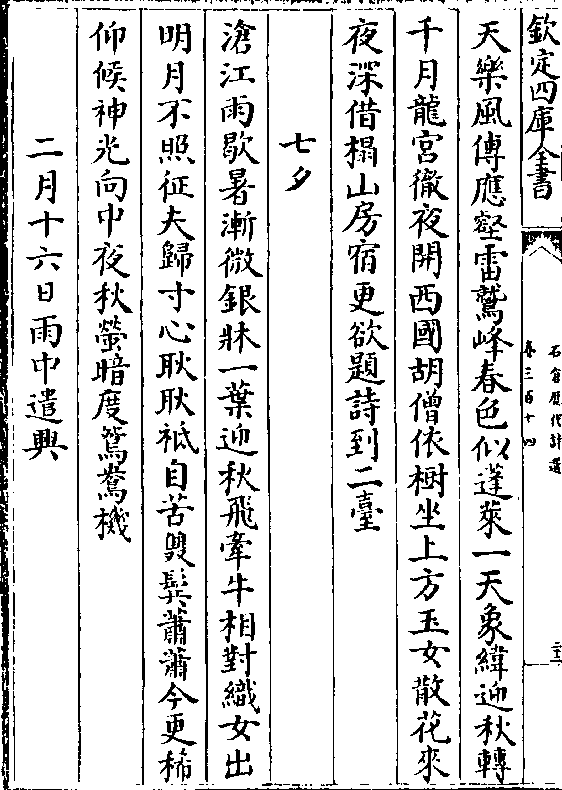 欽定四庫全書
石倉歷代詩選
卷三百十四
二十三
天樂風傳應壑雷鷲峰春色似蓬萊一天象緯迎秋轉
千月龍宮徹夜開西國胡僧依樹坐上方玉女散花來
夜深借榻山房宿更欲題詩到二臺
七夕
滄江雨歇暑漸微銀牀一葉迎秋飛牽牛相對織女出
明月不照征夫歸寸心耿耿祗自苦䨇鬂蕭蕭今更稀
仰候神光向中夜秋螢暗度鴛鴦機
二月十六日雨中遣興